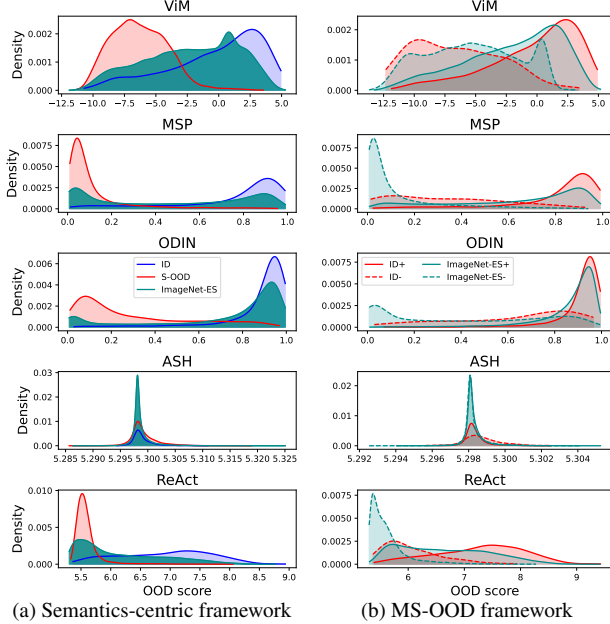 ViM
0.002
0.001
0.000
Density
−12.5 −10.0 −7.5 −5.0 −2.5 0.0 2.5 5.0
MSP
0.0075
0.0050
0.0025
0.0000
Density
0.0 0.2 0.4 0.6 0.8 1.0
ODIN
0.006
0.004
0.002
0.000
Density
ID
S-OOD
ImageNet-ES
0.0 0.2 0.4 0.6 0.8 1.0
ASH
0.03
0.02
0.01
0.00
Density
5.285 5.290 5.295 5.300 5.305 5.310 5.315 5.320 5.325
ReAct
0.010
0.005
0.000
Density
5.5 6.0 6.5 7.0 7.5 8.0 8.5 9.0
OOD score
(a) Semantics-centric framework
ViM
0.002
0.001
0.000
−12.5 −10.0 −7.5 −5.0 −2.5 0.0 2.5 5.0
MSP
0.0075
0.0050
0.0025
0.0000
0.0 0.2 0.4 0.6 0.8 1.0
ODIN
0.0075
0.0050
0.0025
0.0000
ID+ ImageNet-ES+
ID- ImageNet-ES-
0.0 0.2 0.4 0.6 0.8 1.0
ASH
0.02
0.01
0.00
5.292 5.294 5.296 5.298 5.300 5.302 5.304
ReAct
0.0075
0.0050
0.0025
0.0000
6 7 8 9
OOD score
(b) MS-OOD framework